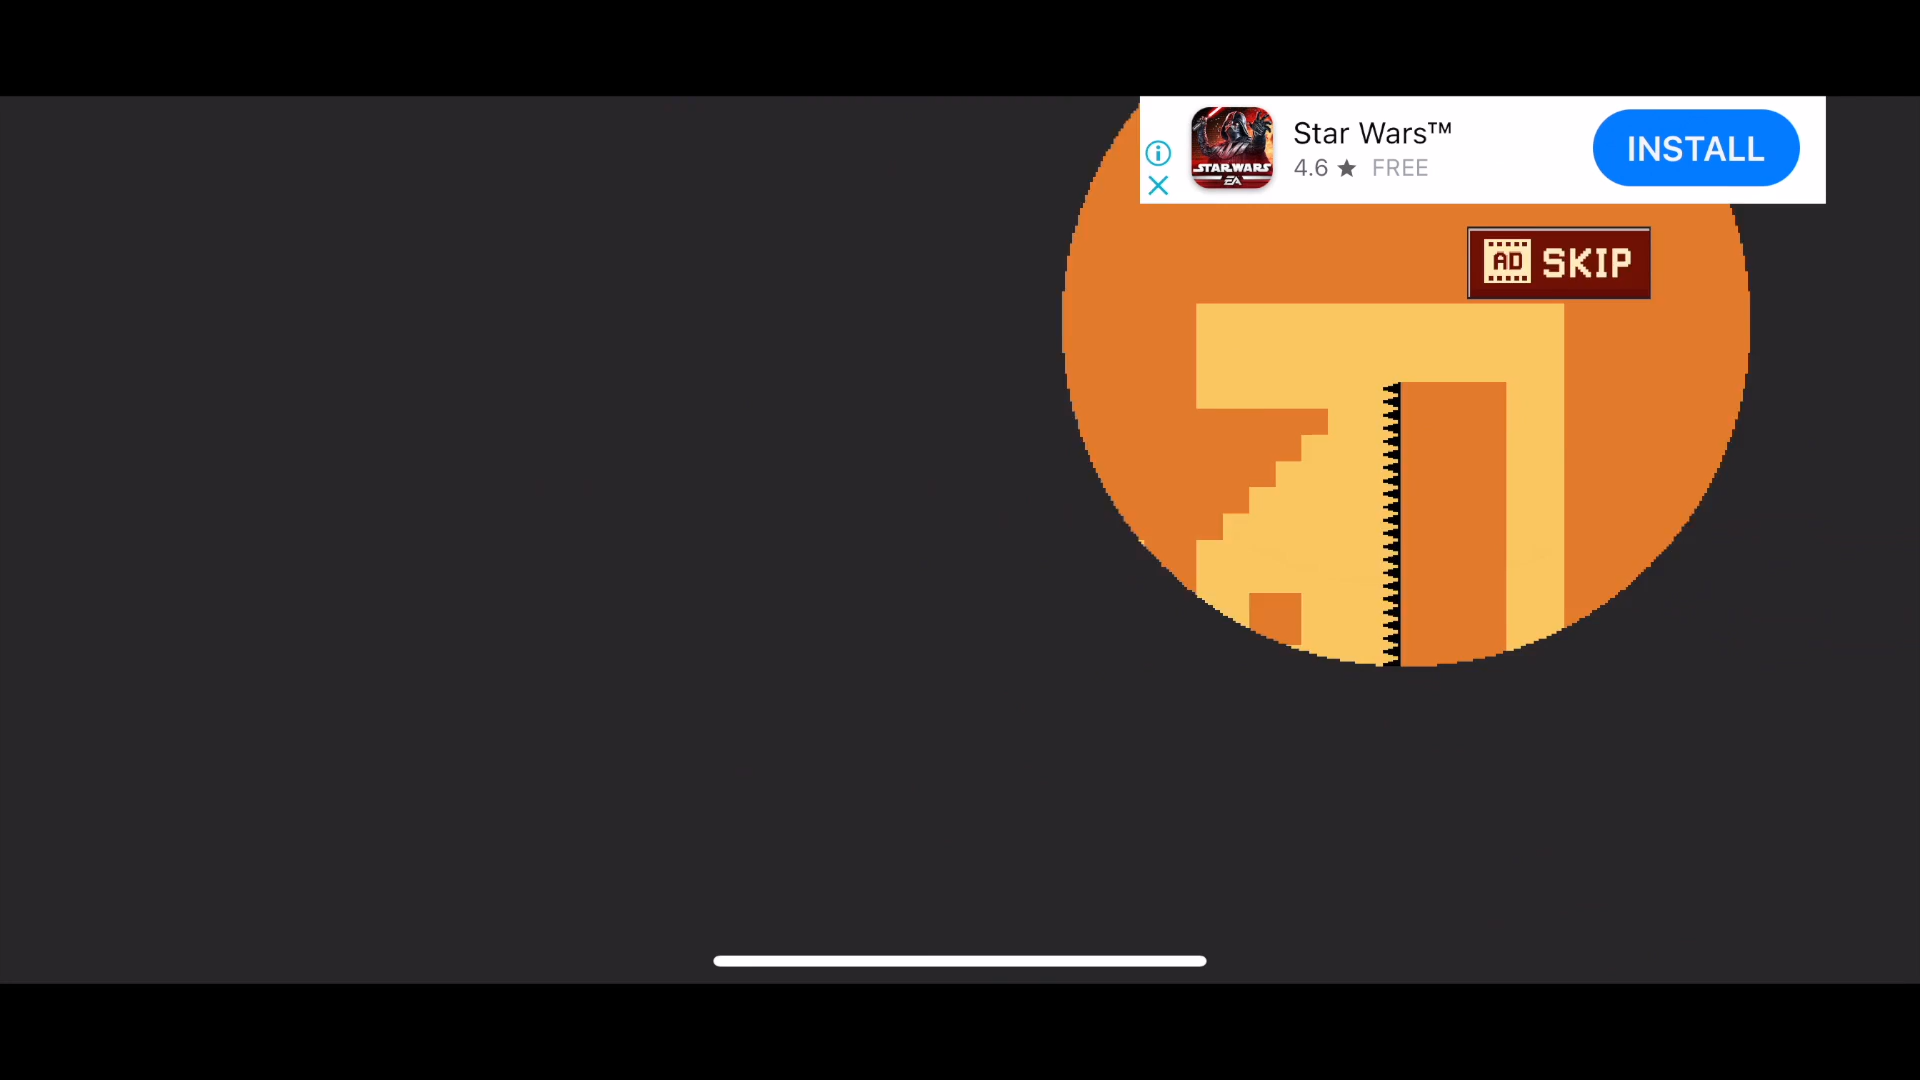 Star Wars™
4.6 ★ FREE
INSTALL
STAR WARS
EA
AD SKIP